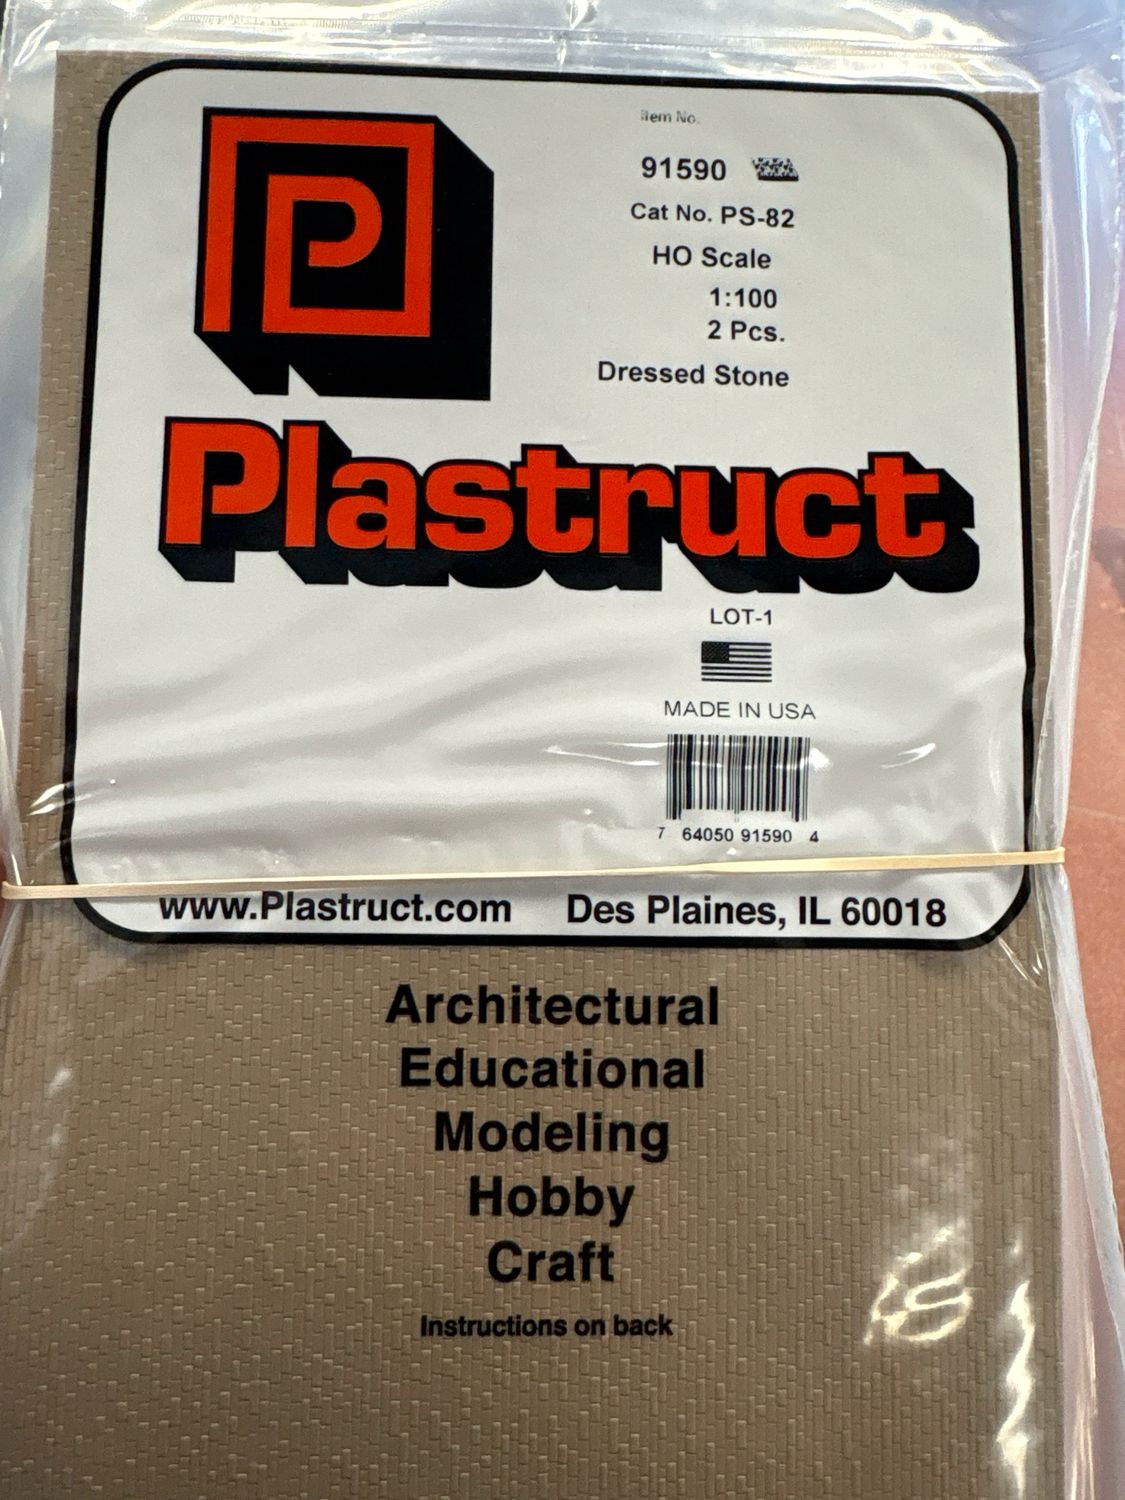 P
Item No.
91590
Cat No. PS-82
HO Scale
1:100
2 Pcs.
Dressed Stone
Plastruct
LOT-1
MADE IN USA
7 64050 91590 4
www.Plastruct.com Des Plaines, IL 60018
Architectural
Educational
Modeling
Hobby
Craft
Instructions on back